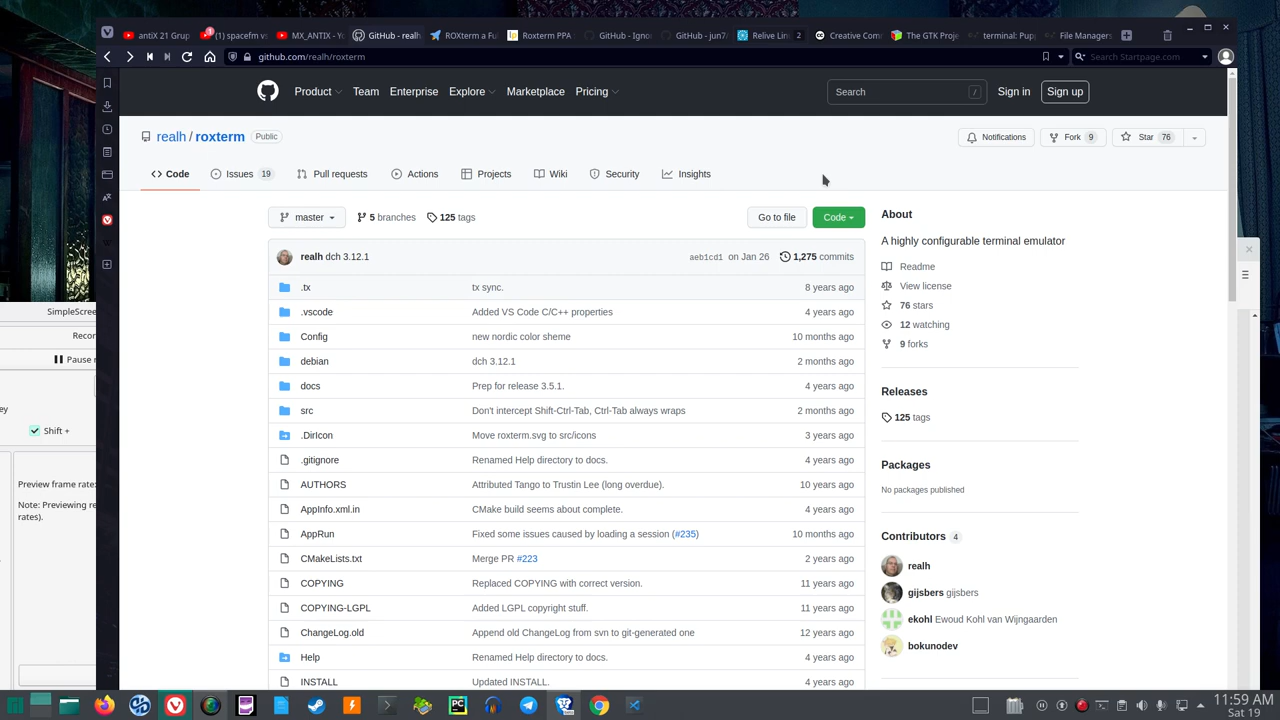 antiX 21 Grup
spacefm v
MX_ANTIX - Yo
GitHub - realh
ROXterm a Ful
Roxterm PPA
GitHub - Igno
GitHub - jun7
Relive Lin
2
Creative Com
The GTK Proje
terminal: Pup
File Managers
github.com/realh/roxterm
Search Startpage.com
Product
Team
Enterprise
Explore
Marketplace
Pricing
Search
/
Sign in
Sign up
realh / roxterm
Public
Notifications
Fork 9
Star 76
Code
Issues 19
Pull requests
Actions
Projects
Wiki
Security
Insights
master
5 branches
125 tags
Go to file
Code
realh dch 3.12.1
aeb1cd1 on Jan 26
1,275 commits
.tx
tx sync.
8 years ago
.vscode
Added VS Code C/C++ properties
4 years ago
Config
new nordic color sheme
10 months ago
debian
dch 3.12.1
2 months ago
docs
Prep for release 3.5.1.
4 years ago
src
Don't intercept Shift-Ctrl-Tab, Ctrl-Tab always wraps
2 months ago
.DirIcon
Move roxterm.svg to src/icons
3 years ago
.gitignore
Renamed Help directory to docs.
4 years ago
AUTHORS
Attributed Tango to Trustin Lee (long overdue).
10 years ago
AppInfo.xml.in
CMake build seems about complete.
4 years ago
AppRun
Fixed some issues caused by loading a session (#235)
10 months ago
CMakeLists.txt
Merge PR #223
2 years ago
COPYING
Replaced COPYING with correct version.
11 years ago
COPYING-LGPL
Added LGPL copyright stuff.
11 years ago
ChangeLog.old
Append old ChangeLog from svn to git-generated one
12 years ago
Help
Renamed Help directory to docs.
4 years ago
INSTALL
Updated INSTALL.
4 years ago
About
A highly configurable terminal emulator
Readme
View license
76 stars
12 watching
9 forks
Releases
125 tags
Packages
No packages published
Contributors 4
realh
gijsbers gijsbers
ekohl Ewoud Kohl van Wijngaarden
bokunodev
SimpleScree
Recor
Pause r
ey
Shift +
Preview frame rate:
Note: Previewing re
rates).
11:59 AM
Sat 19